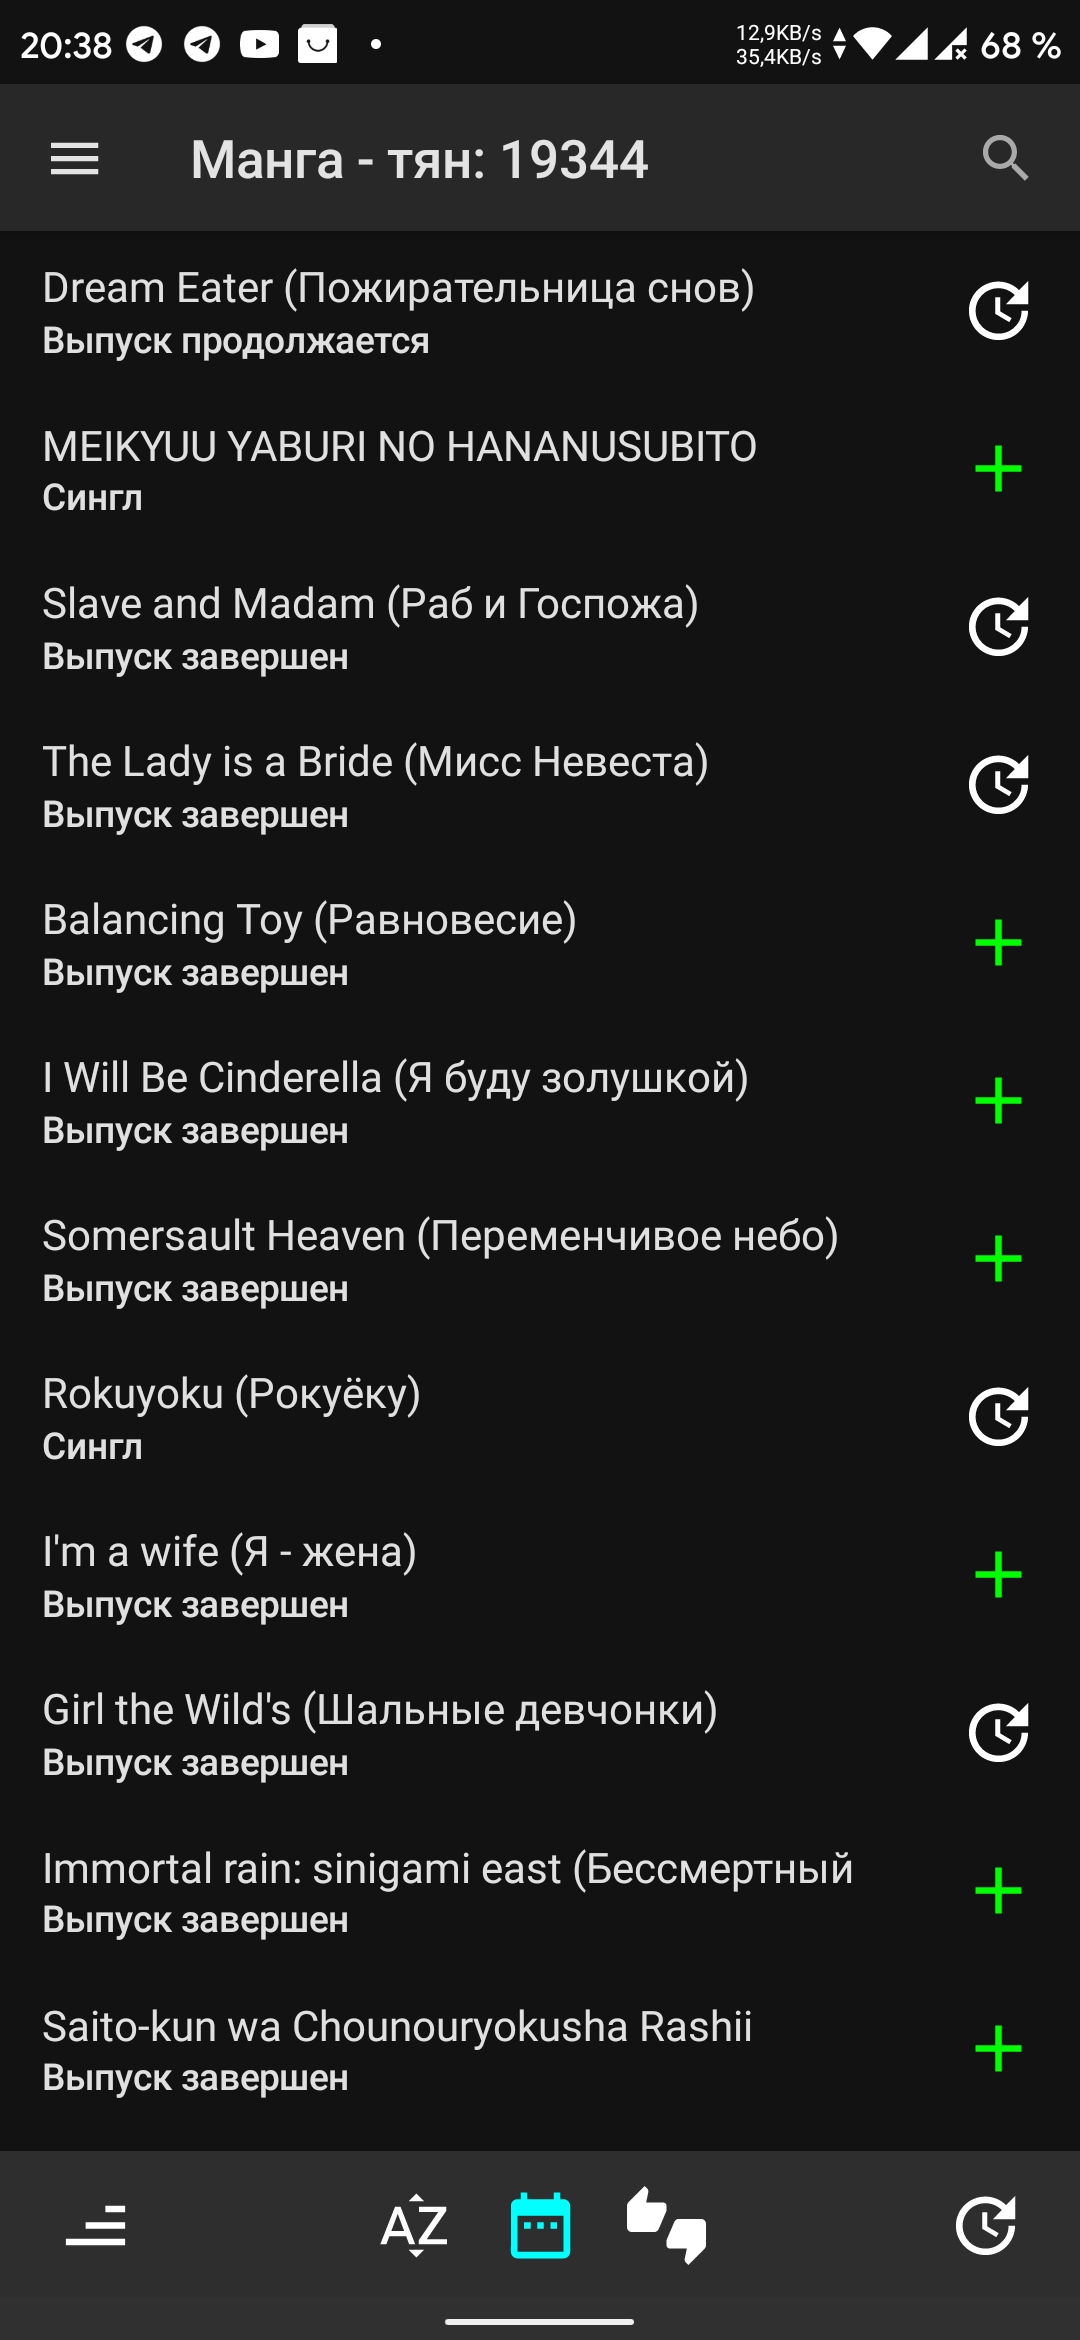 20:38
12,9KB/s
35,4KB/s
68 %
Манга - тян: 19344
Dream Eater (Пожирательница снов)
Выпуск продолжается
MEIKYUU YABURI NO HANANUSUBITO
Сингл
Slave and Madam (Раб и Госпожа)
Выпуск завершен
The Lady is a Bride (Мисс Невеста)
Выпуск завершен
Balancing Toy (Равновесие)
Выпуск завершен
I Will Be Cinderella (Я буду золушкой)
Выпуск завершен
Somersault Heaven (Переменчивое небо)
Выпуск завершен
Rokuyoku (Рокуёку)
Сингл
I'm a wife (Я - жена)
Выпуск завершен
Girl the Wild's (Шальные девчонки)
Выпуск завершен
Immortal rain: sinigami east (Бессмертный
Выпуск завершен
Saito-kun wa Chounouryokusha Rashii
Выпуск завершен
AZ